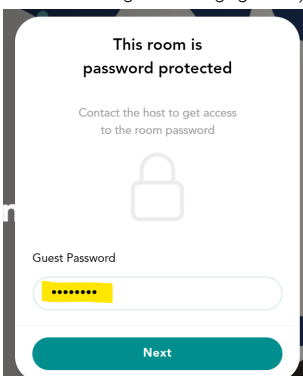 This room is
password protected
Contact the host to get access
to the room password
Guest Password
••••••••
Next